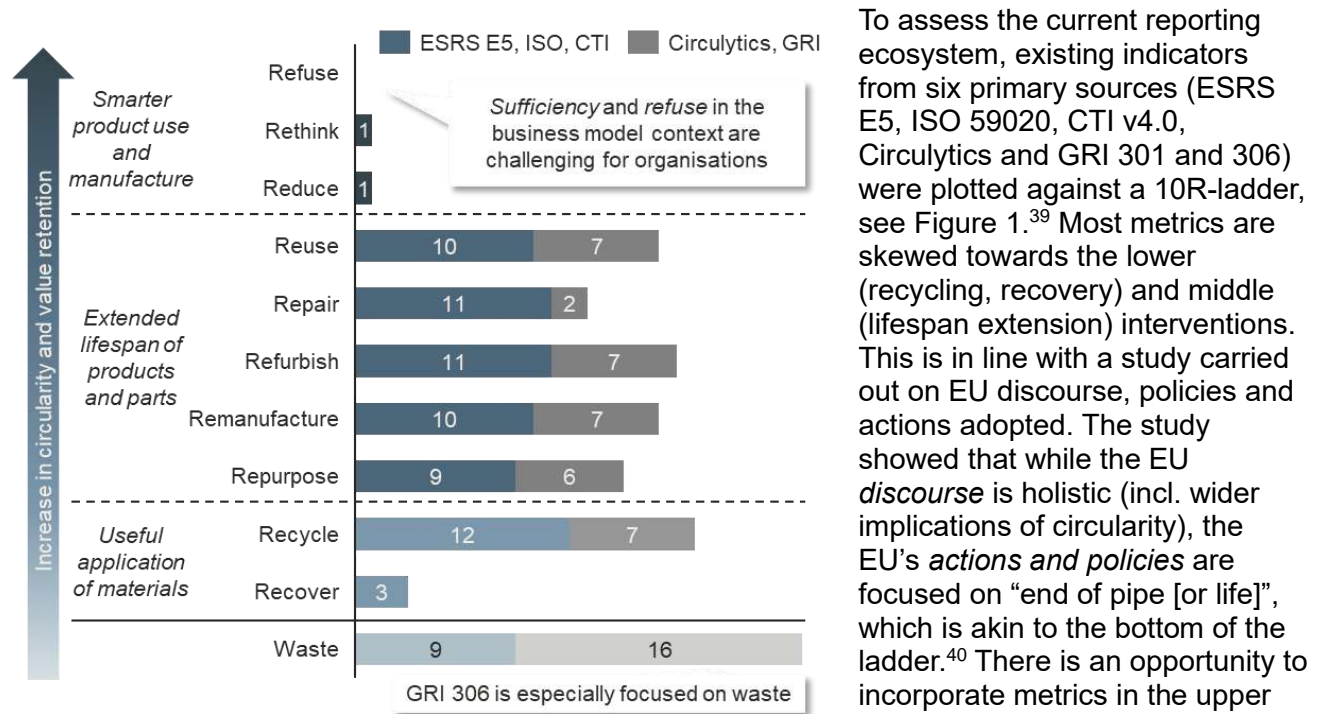 ESRS E5, ISO, CTI
Circulytics, GRI
Increase in circularity and value retention
Smarter
product use
and
manufacture
Refuse
Rethink
1
Reduce
1
Sufficiency and refuse in the
business model context are
challenging for organisations
Extended
lifespan of
products
and parts
Reuse
10
7
Repair
11
2
Refurbish
11
7
Remanufacture
10
7
Repurpose
9
6
Useful
application
of materials
Recycle
12
7
Recover
3
Waste
9
16
GRI 306 is especially focused on waste
To assess the current reporting
ecosystem, existing indicators
from six primary sources (ESRS
E5, ISO 59020, CTI v4.0,
Circulytics and GRI 301 and 306)
were plotted against a 10R-ladder,
see Figure 1.39 Most metrics are
skewed towards the lower
(recycling, recovery) and middle
(lifespan extension) interventions.
This is in line with a study carried
out on EU discourse, policies and
actions adopted. The study
showed that while the EU
discourse is holistic (incl. wider
implications of circularity), the
EU's actions and policies are
focused on “end of pipe [or life]”,
which is akin to the bottom of the
ladder.40 There is an opportunity to
incorporate metrics in the upper